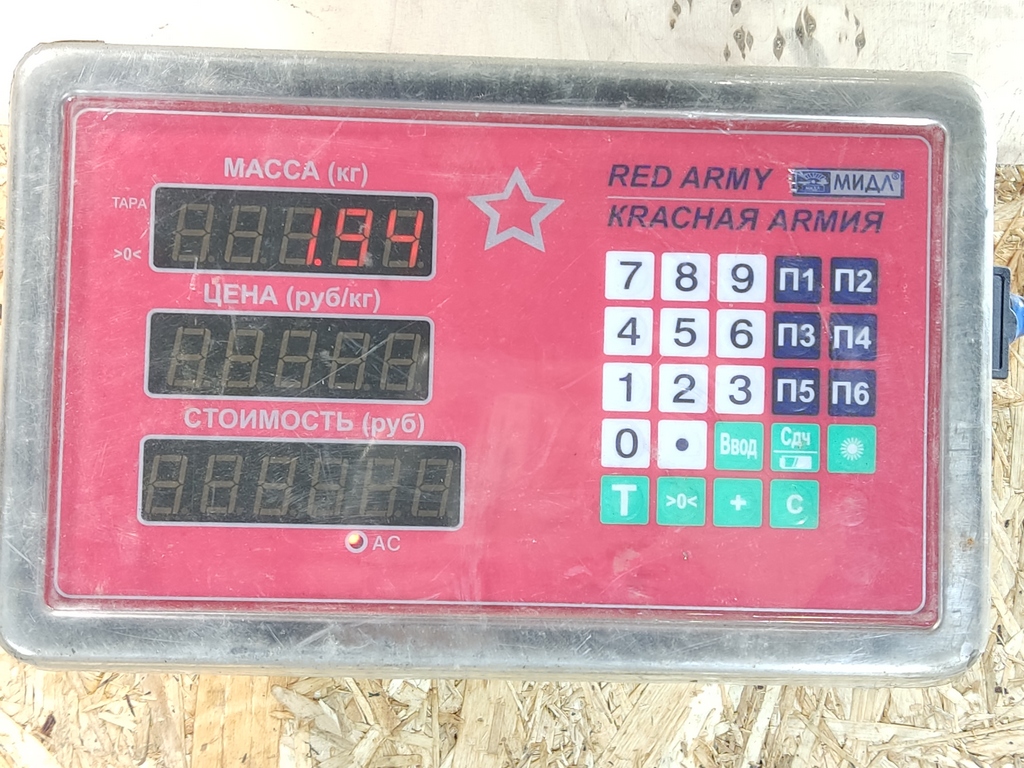 МАССА (кг)
ТАРА
>0<
1.94
ЦЕНА (руб/кг)
СТОИМОСТЬ (руб)
АС
RED ARMY МИДЛ®
КRАСНАЯ АRМИЯ
7 8 9 П1 П2
4 5 6 П3 П4
1 2 3 П5 П6
0 • Ввод Сдч
Т >0< + С